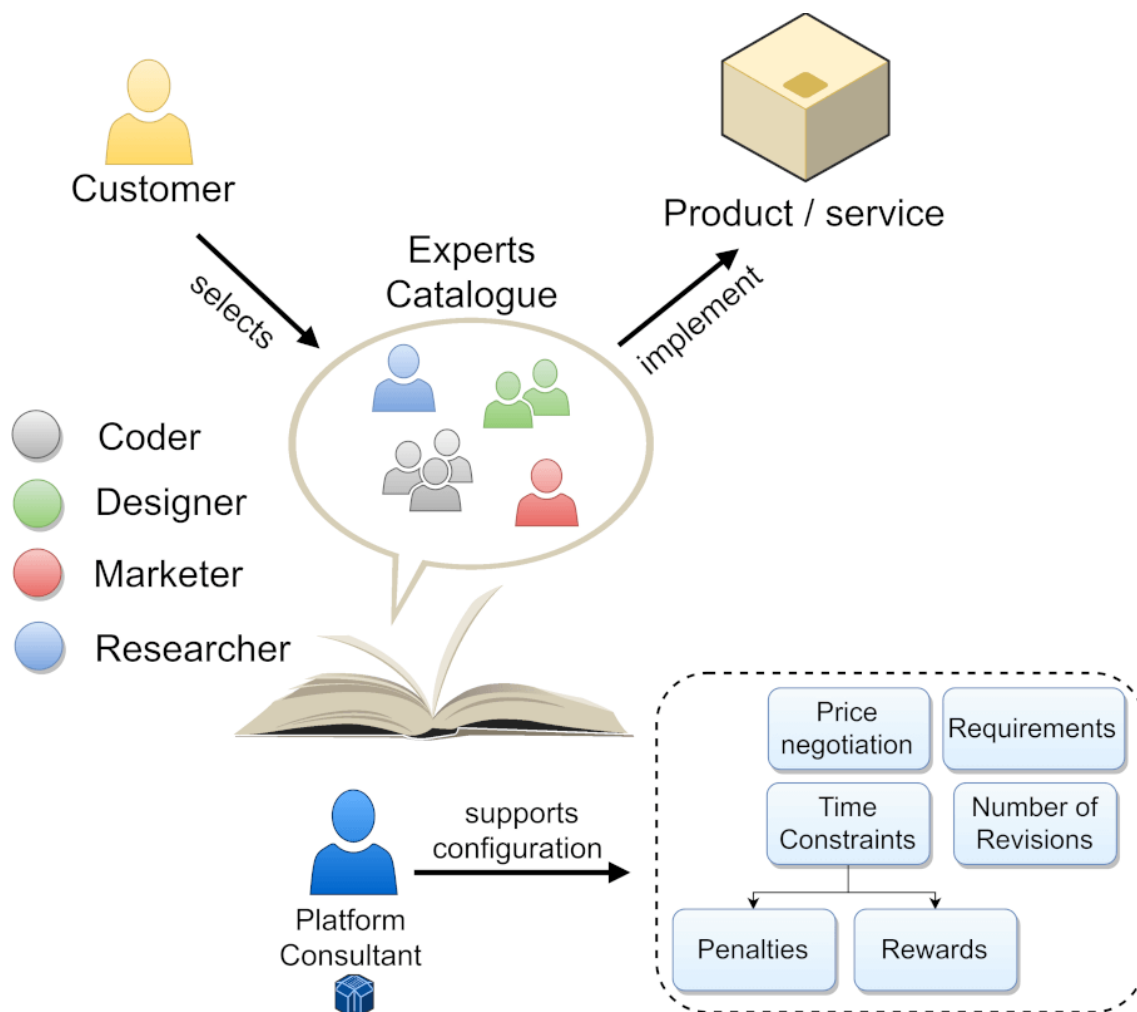 Customer
Product / service
selects
Experts
Catalogue
implement
Coder
Designer
Marketer
Researcher
Price
negotiation
Requirements
Time
Constraints
Number of
Revisions
supports
configuration
Platform
Consultant
Penalties
Rewards